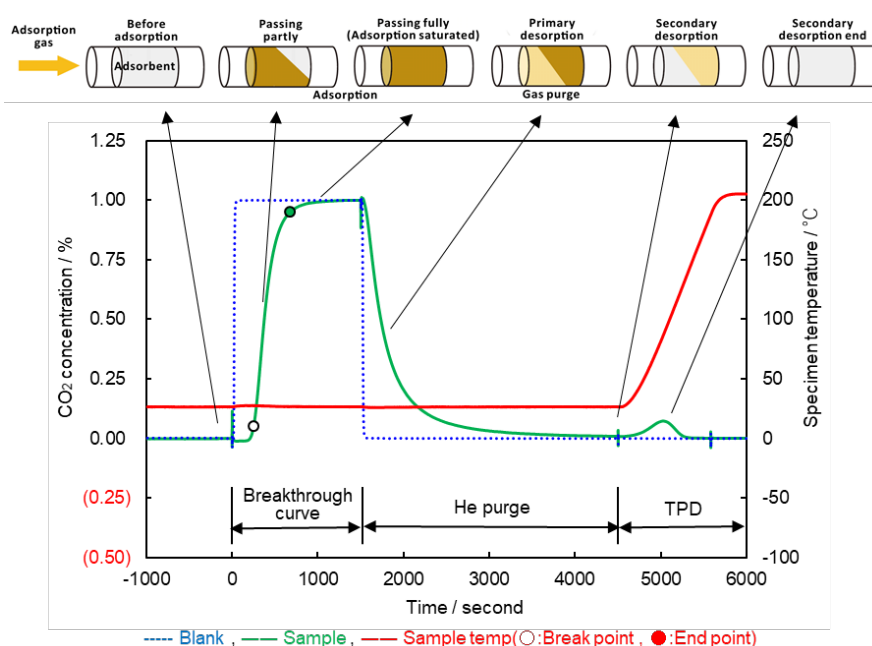 Adsorption
gas
Before
adsorption
Passing
partly
Passing fully
(Adsorption saturated)
Primary
desorption
Secondary
desorption
Secondary
desorption end
Adsorbent
Adsorption
Gas purge
CO2 concentration / %
1.25
1.00
0.75
0.50
0.25
0.00
(0.25)
(0.50)
250
200
150
100
50
0
-50
-100
Specimen temperature / °C
Breakthrough
curve
He purge
TPD
-1000 0 1000 2000 3000 4000 5000 6000
Time / second
Blank , Sample , Sample temp(○:Break point , ●:End point)